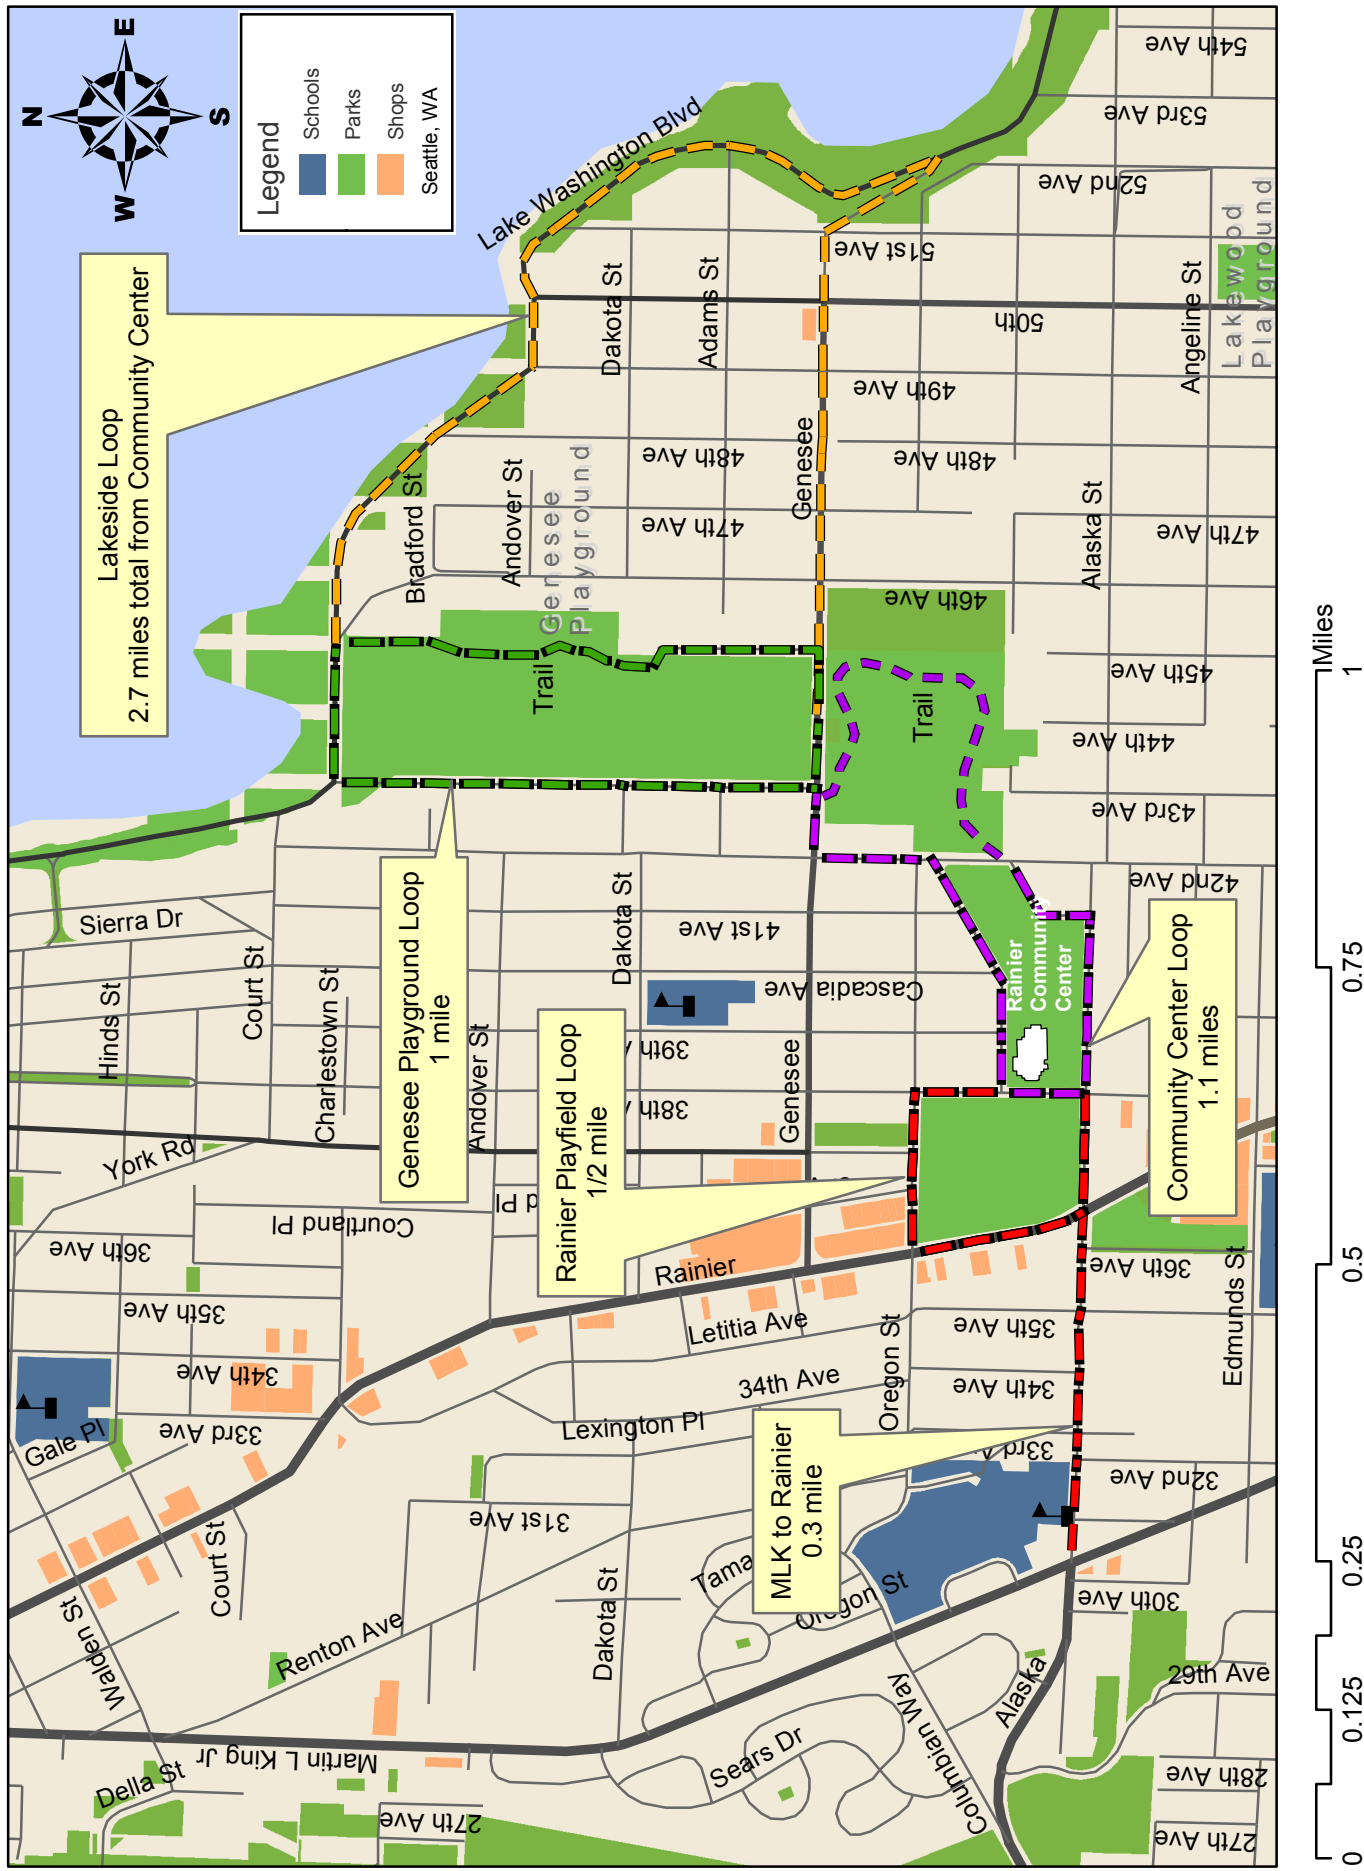 N
E
S
W
Legend
Schools
Parks
Shops
Seattle, WA
Lakeside Loop
2.7 miles total from Community Center
Lake Washington Blvd
Genesee Playground Loop
1 mile
Rainier Playfield Loop
1/2 mile
MLK to Rainier
0.3 mile
Community Center Loop
1.1 miles
Rainier
Community
Center
Genesee
Playground
Lakewood
Playground
Trail
Trail
Sierra Dr
Hinds St
Court St
Charlestown St
Andover St
York Rd
Courtland Pl
36th Ave
35th Ave
34th Ave
33rd Ave
Gale Pl
Walden St
Court St
Della St
Martin L King Jr
27th Ave
Renton Ave
Dakota St
31st Ave
Lexington Pl
34th Ave
Letitia Ave
Rainier
Sears Dr
Columbian Way
Oregon St
Tama
Alaska
Oregon St
33rd
34th Ave
35th Ave
36th Ave
Edmunds St
32nd Ave
30th Ave
29th Ave
28th Ave
27th Ave
d Pl
38th
39th
Cascadia Ave
41st Ave
Dakota St
Genesee
42nd Ave
43rd Ave
44th Ave
45th Ave
46th Ave
47th Ave
Alaska St
Bradford St
Andover St
47th Ave
48th Ave
Genesee
48th Ave
49th Ave
50th
51st Ave
52nd Ave
53rd Ave
54th Ave
Dakota St
Adams St
Angeline St
0
0.125
0.25
0.5
0.75
1
Miles